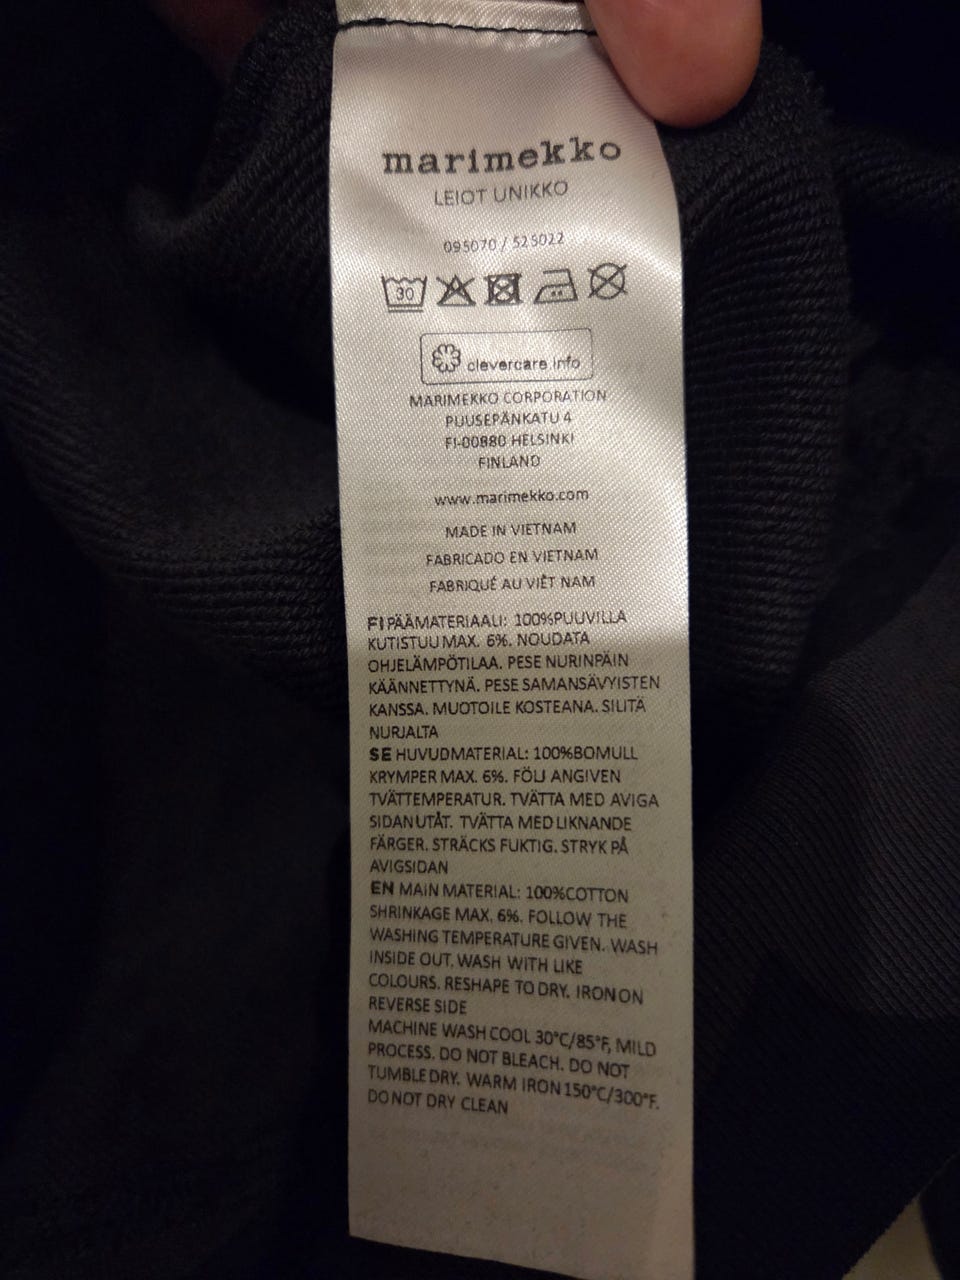 marimekko
LEIOT UNIKKO
095070 / 525022
30
clevercare.info
MARIMEKKO CORPORATION
PUUSEPÄNKATU 4
FI-00880 HELSINKI
FINLAND
www.marimekko.com
MADE IN VIETNAM
FABRICADO EN VIETNAM
FABRIQUÉ AU VIÊT NAM
FI PÄÄMATERIAALI: 100%PUUVILLA
KUTISTUU MAX. 6%. NOUDATA
OHJELÄMPÖTILAA. PESE NURINPÄIN
KÄÄNNETTYNÄ. PESE SAMANSÄVYISTEN
KANSSA. MUOTOILE KOSTEANA. SILITÄ
NURJALTA
SE HUVUDMATERIAL: 100%BOMULL
KRYMPER MAX. 6%. FÖLJ ANGIVEN
TVÄTTEMPERATUR. TVÄTTA MED AVIGA
SIDAN UTÅT. TVÄTTA MED LIKNANDE
FÄRGER. STRÄCKS FUKTIG. STRYK PÅ
AVIGSIDAN
EN MAIN MATERIAL: 100%COTTON
SHRINKAGE MAX. 6%. FOLLOW THE
WASHING TEMPERATURE GIVEN. WASH
INSIDE OUT. WASH WITH LIKE
COLOURS. RESHAPE TO DRY. IRON ON
REVERSE SIDE
MACHINE WASH COOL 30°C/85°F, MILD
PROCESS. DO NOT BLEACH. DO NOT
TUMBLE DRY. WARM IRON 150°C/300°F.
DO NOT DRY CLEAN